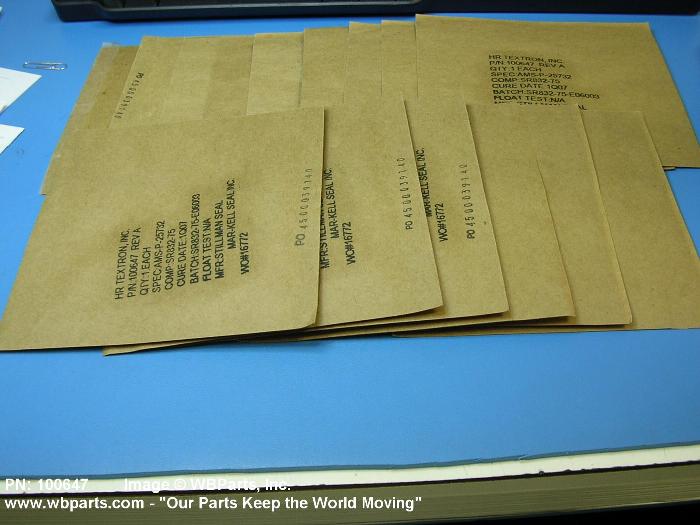 HR TEXTRON, INC.
P/N:100647 REV A
QTY:1 EACH
SPEC:AMS-P-25732
COMP:SR832-75
CURE DATE:1Q07
BATCH:SR832-75-E06003
FLOAT TEST:N/A
HR TEXTRON, INC.
P/N:100647 REV A
QTY:1 EACH
SPEC:AMS-P-25732
COMP:SR832-75
CURE DATE:1Q07
BATCH:SR832-75-E06003
FLOAT TEST:N/A
MFR:STILLMAN SEAL
MAR-KELL SEAL INC.
WO#16772
PO 4500039140
MFR:STILLMAN
MAR-KELL SEAL INC.
WO#16772
PO 4500039140
MAR-KELL SEAL INC.
WO#16772
PO 4500039140
PN: 100647 Image © WBParts, Inc.
www.wbparts.com - "Our Parts Keep the World Moving"